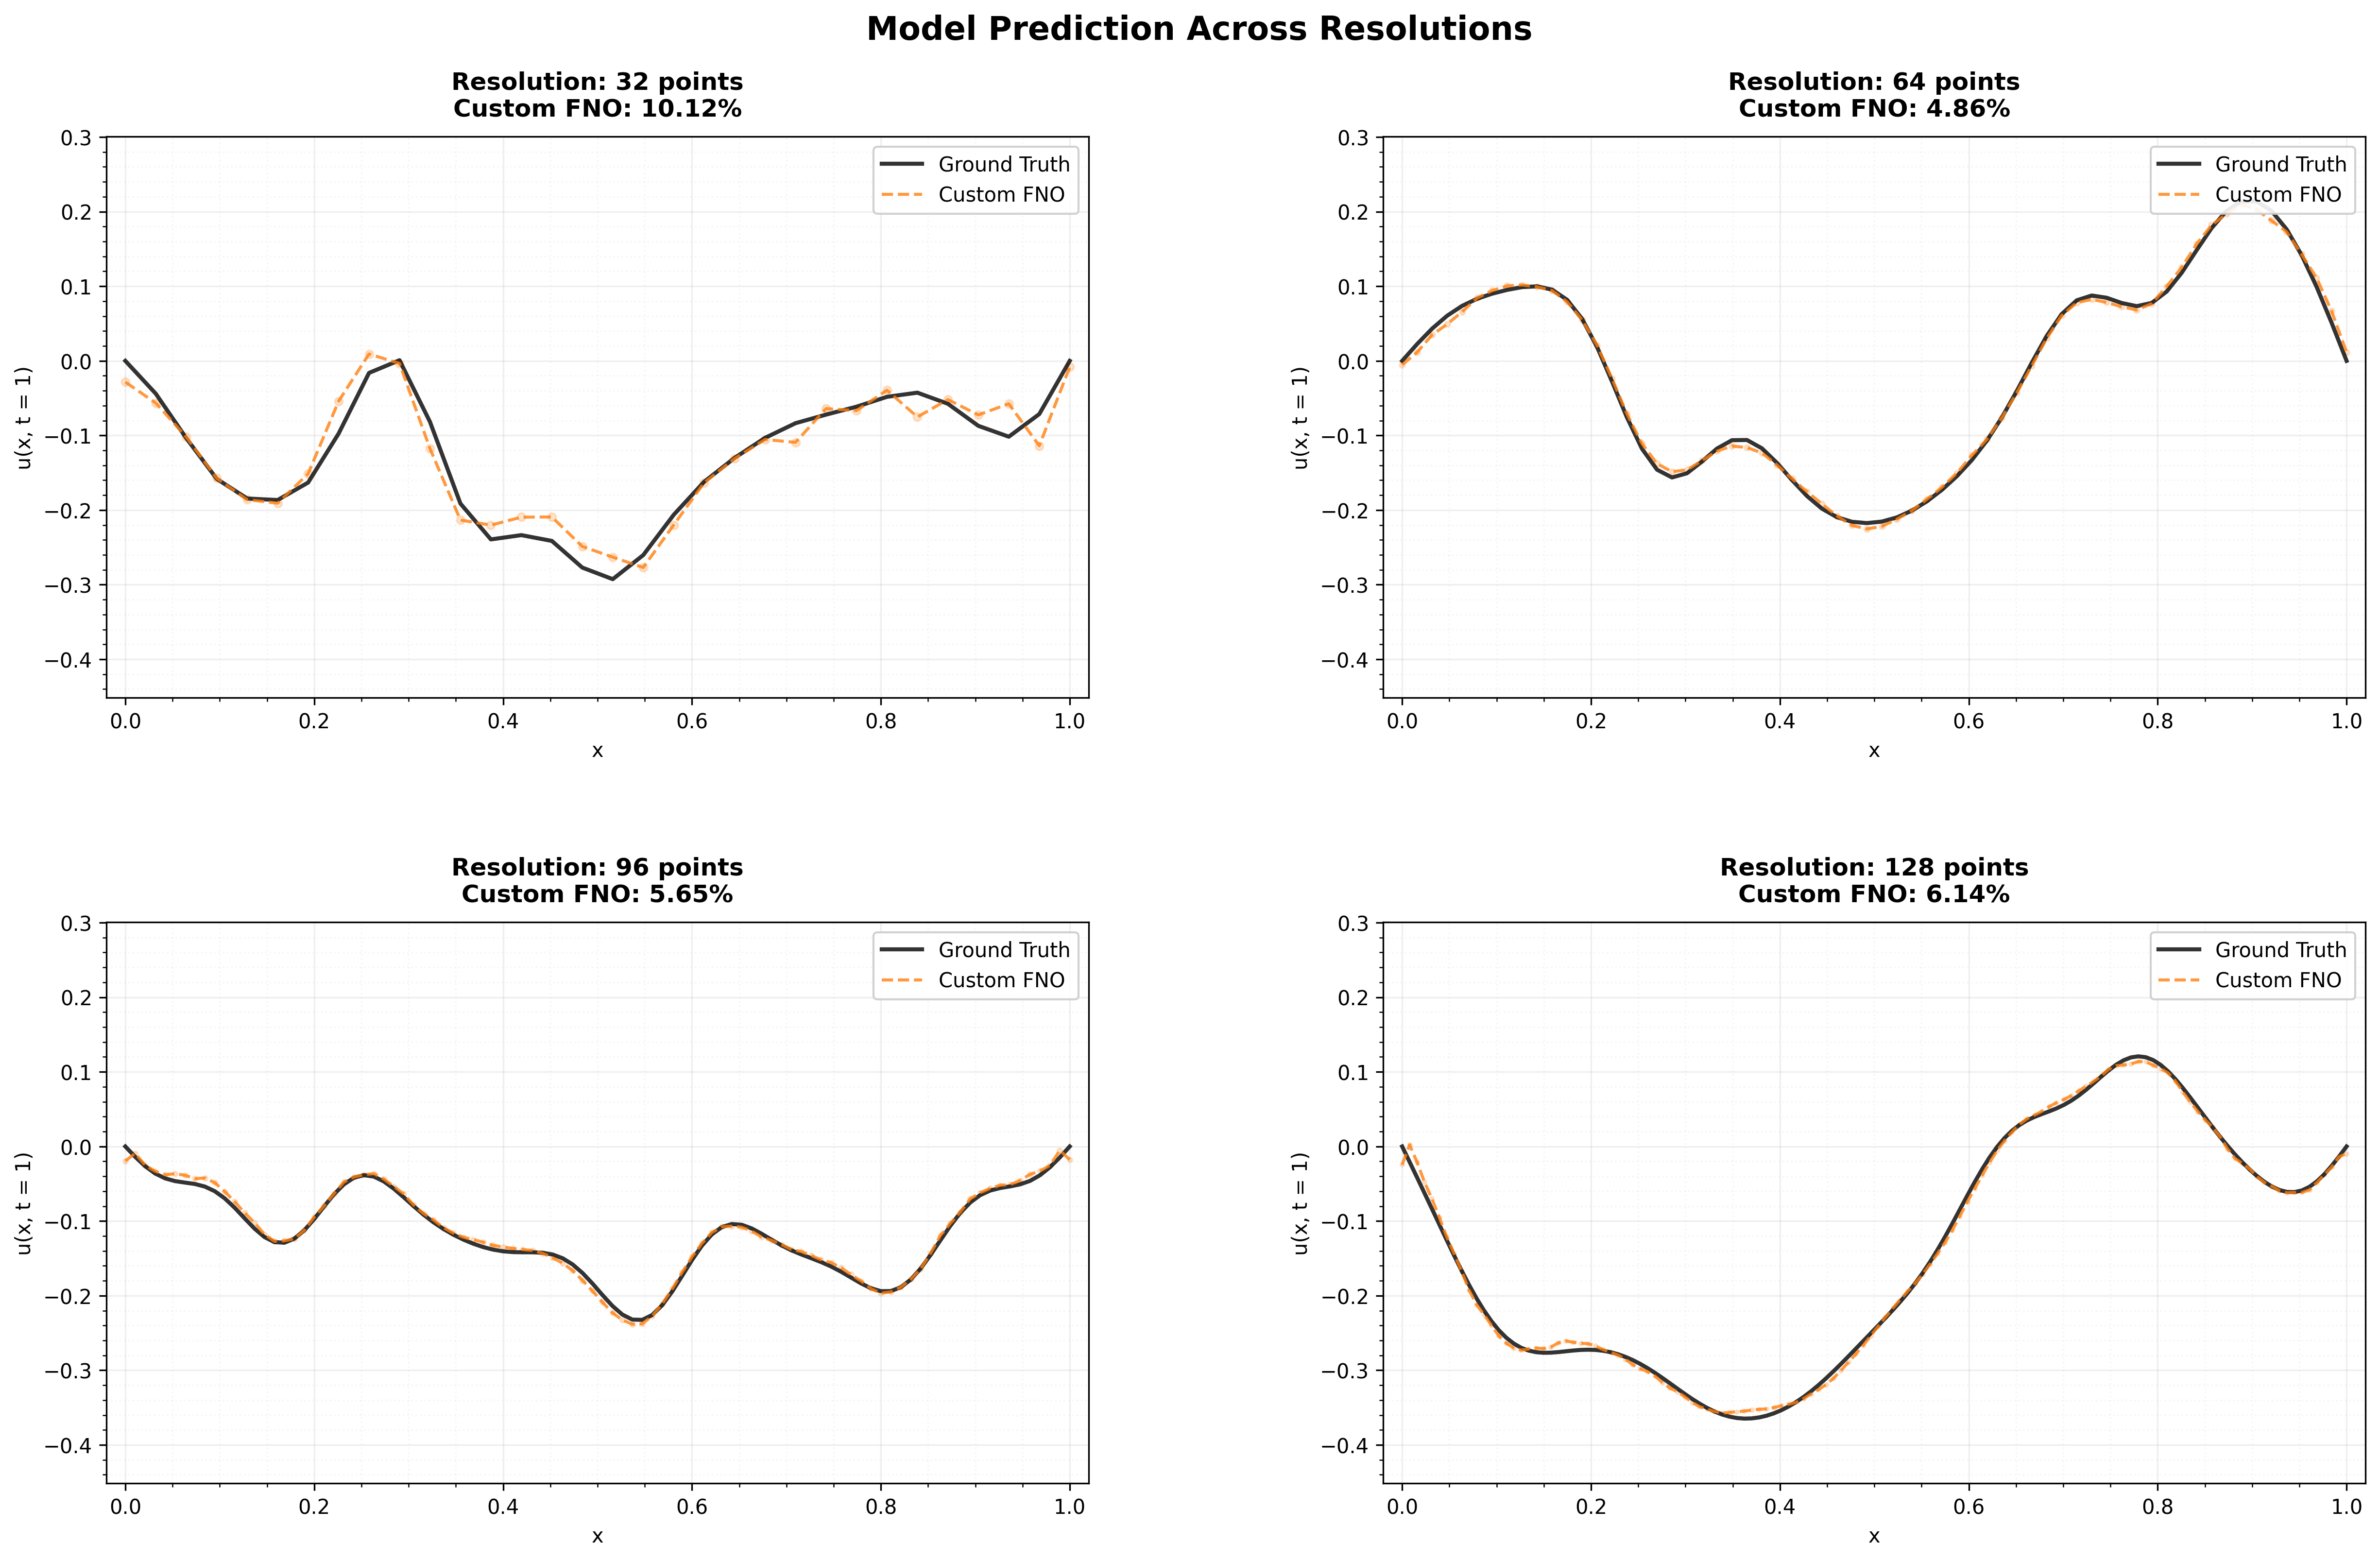 Model Prediction Across Resolutions
Resolution: 32 points
Custom FNO: 10.12%
Ground Truth
Custom FNO
u(x, t = 1)
0.3
0.2
0.1
0.0
−0.1
−0.2
−0.3
−0.4
0.0 0.2 0.4 0.6 0.8 1.0
x
Resolution: 64 points
Custom FNO: 4.86%
Ground Truth
Custom FNO
u(x, t = 1)
0.3
0.2
0.1
0.0
−0.1
−0.2
−0.3
−0.4
0.0 0.2 0.4 0.6 0.8 1.0
x
Resolution: 96 points
Custom FNO: 5.65%
Ground Truth
Custom FNO
u(x, t = 1)
0.3
0.2
0.1
0.0
−0.1
−0.2
−0.3
−0.4
0.0 0.2 0.4 0.6 0.8 1.0
x
Resolution: 128 points
Custom FNO: 6.14%
Ground Truth
Custom FNO
u(x, t = 1)
0.3
0.2
0.1
0.0
−0.1
−0.2
−0.3
−0.4
0.0 0.2 0.4 0.6 0.8 1.0
x